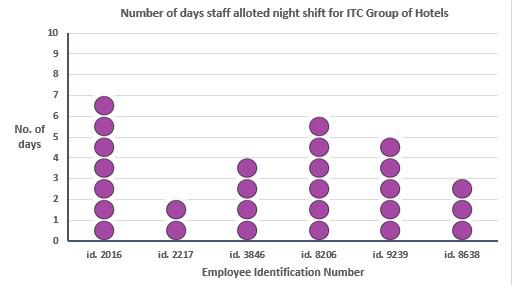 Number of days staff alloted night shift for ITC Group of Hotels
10
9
8
7
6
No. of
days
5
4
3
2
1
0
id. 2016 id. 2217 id. 3846 id. 8206 id. 9239 id. 8638
Employee Identification Number